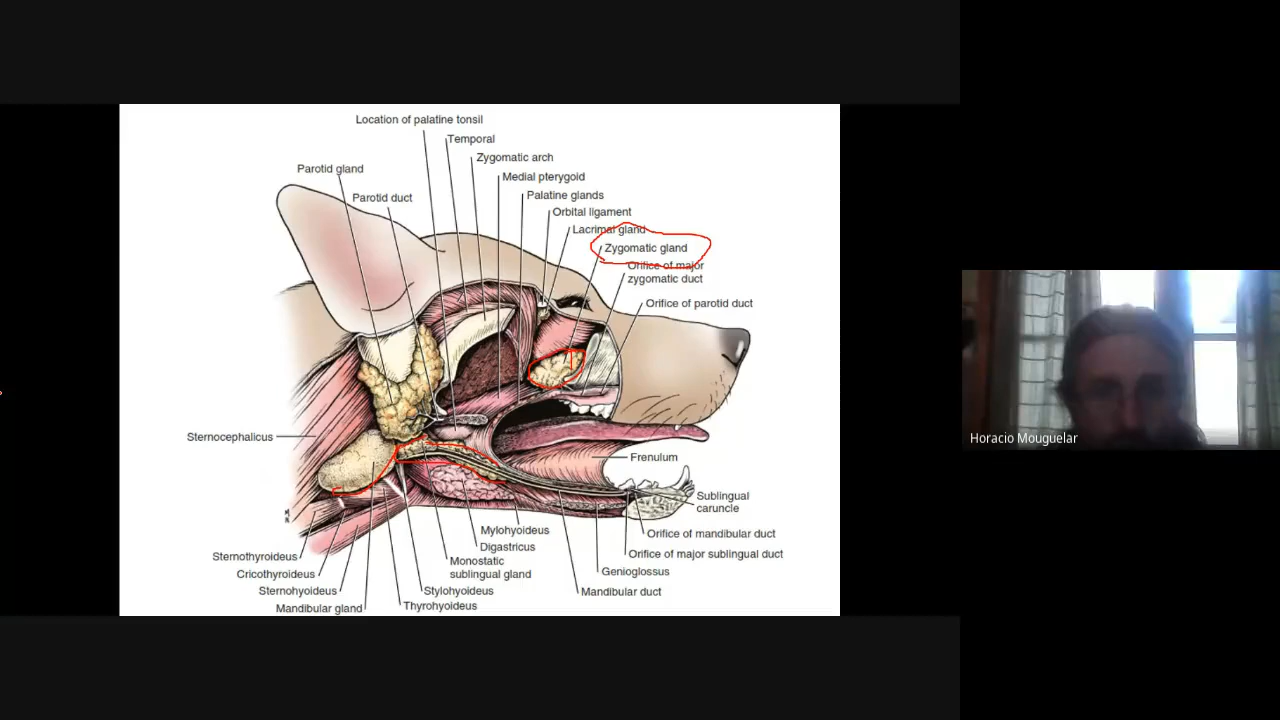 Location of palatine tonsil
Temporal
Zygomatic arch
Parotid gland
Medial pterygoid
Parotid duct
Palatine glands
Orbital ligament
Lacrimal gland
Zygomatic gland
Orifice of major
zygomatic duct
Orifice of parotid duct
Sternocephalicus
Horacio Mouguelar
Frenulum
Sublingual
caruncle
Mylohyoideus
Orifice of mandibular duct
Digastricus
Orifice of major sublingual duct
Sternothyroideus
Monostatic
sublingual gland
Genioglossus
Cricothyroideus
Sternohyoideus
Stylohyoideus
Mandibular duct
Mandibular gland
Thyrohyoideus